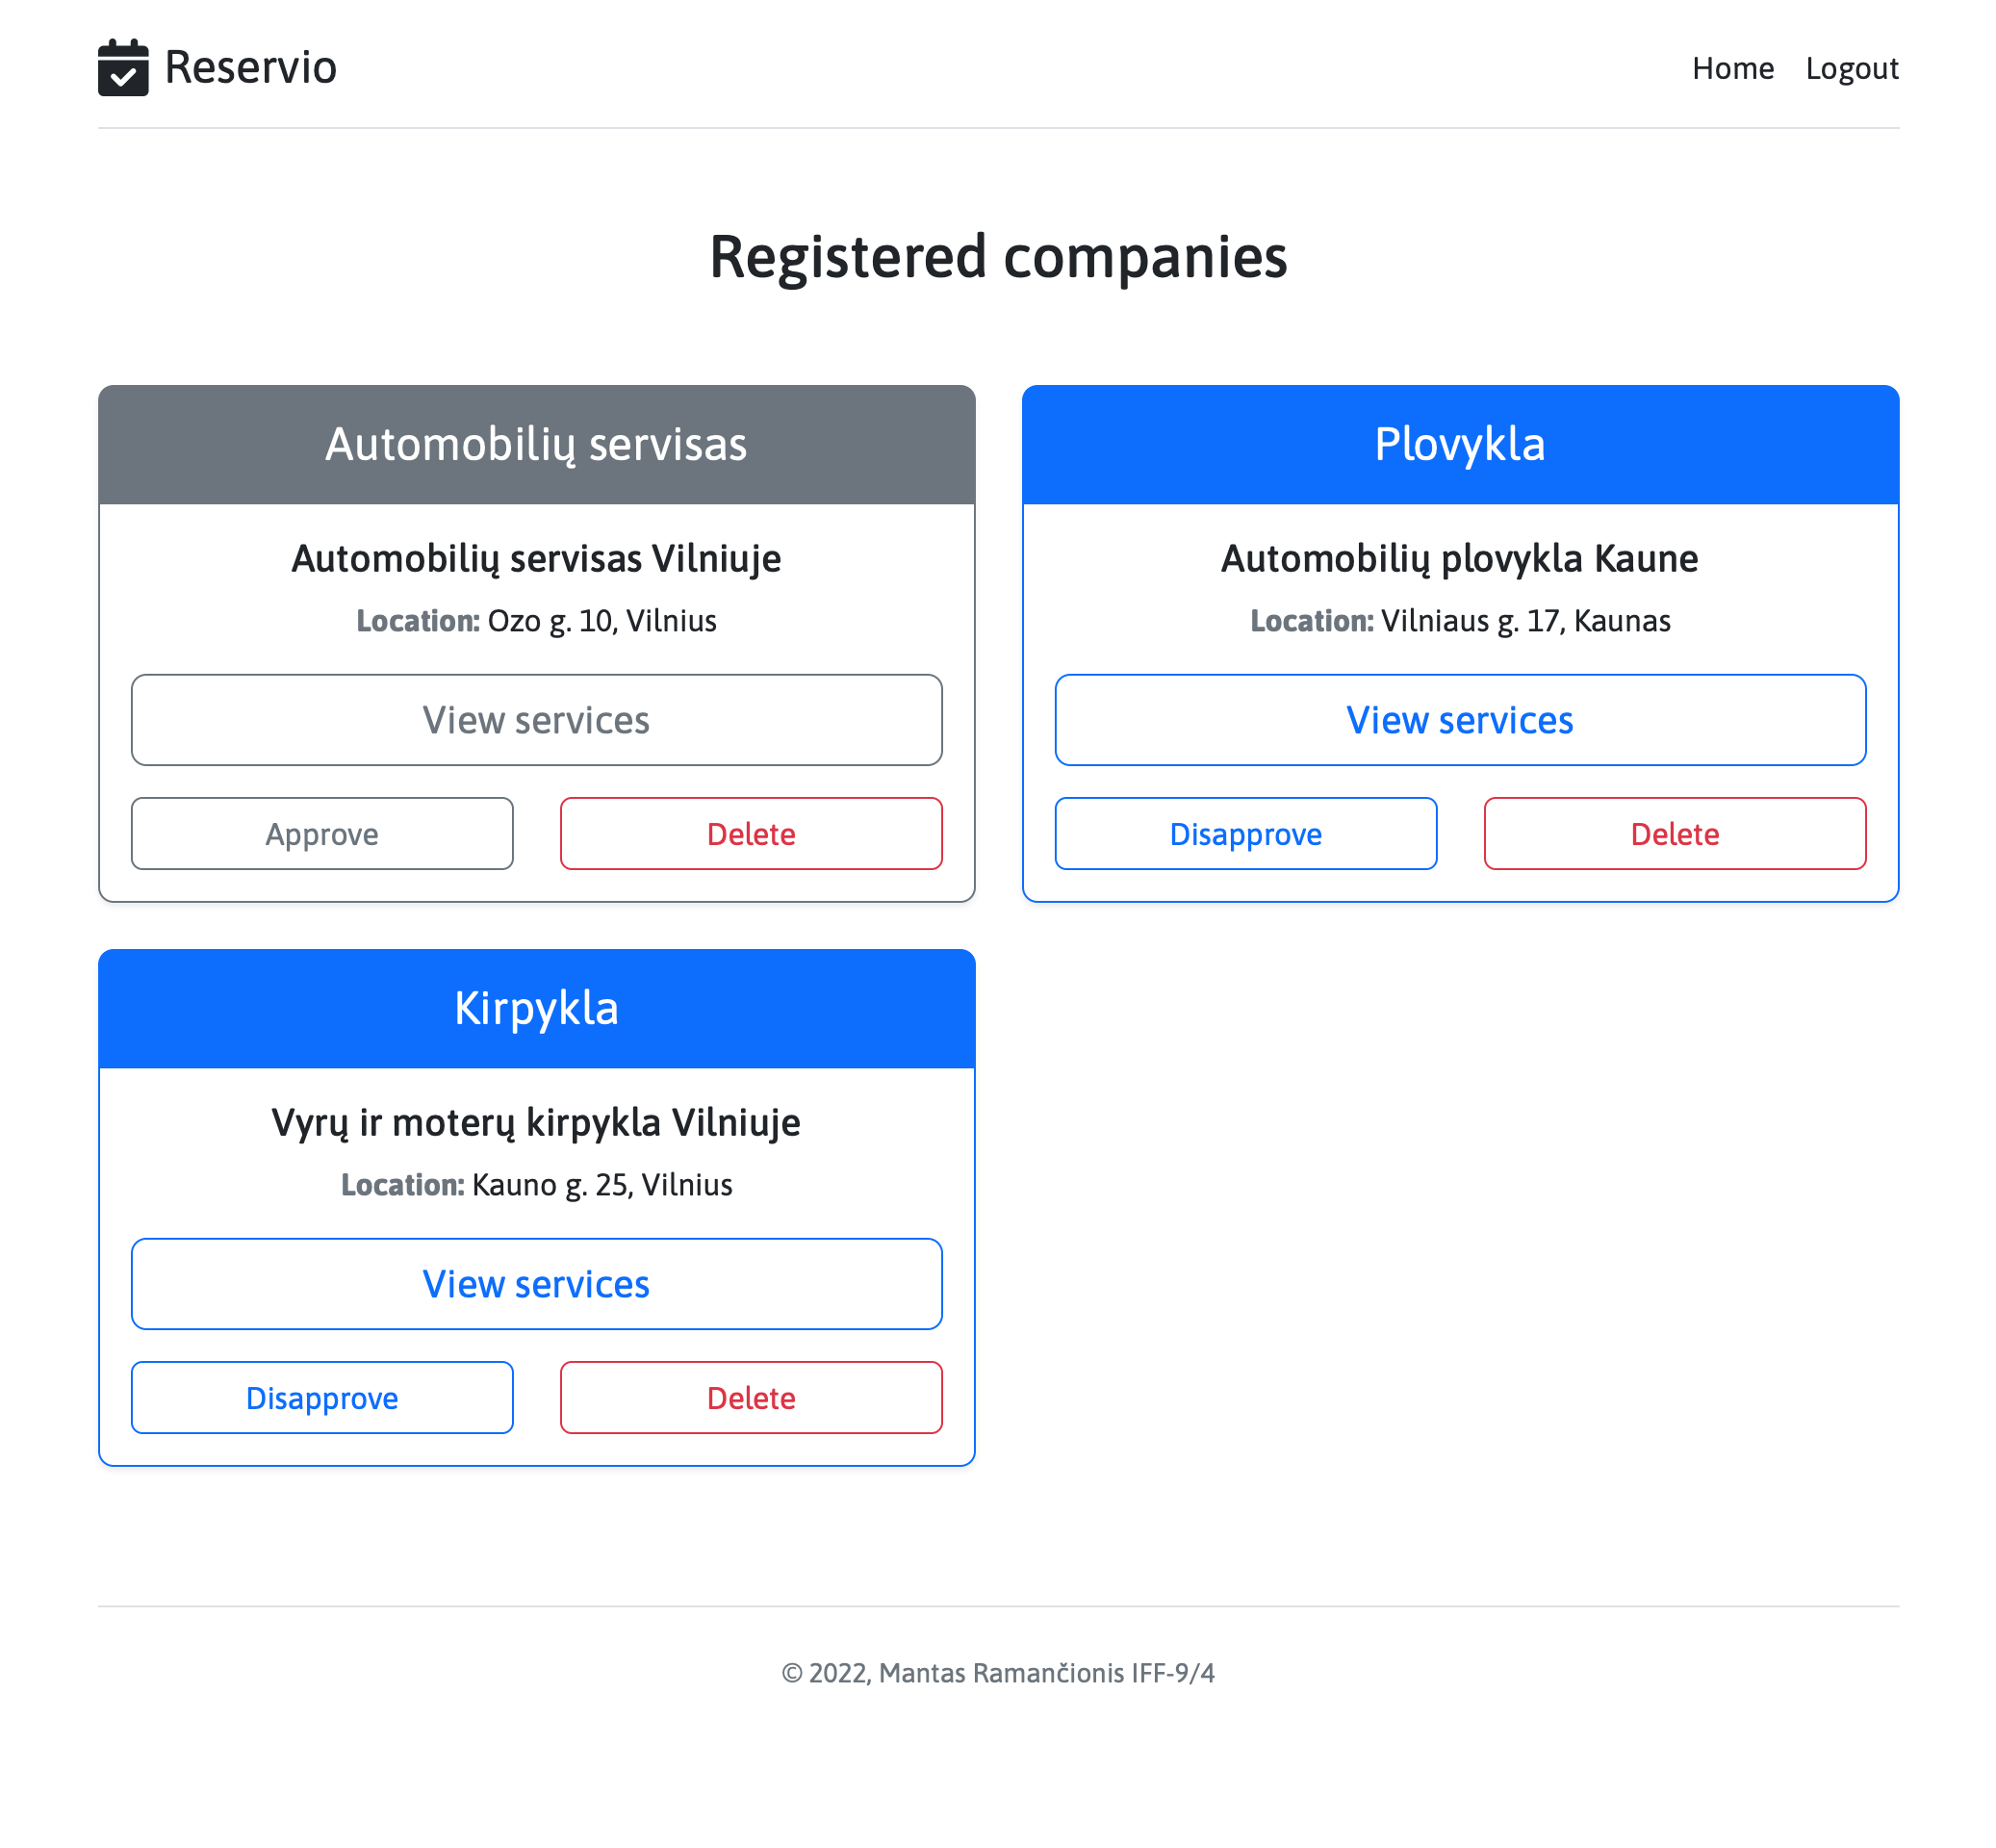 Reservio
Home Logout
Registered companies
Automobilių servisas
Automobilių servisas Vilniuje
Location: Ozo g. 10, Vilnius
View services
Approve Delete
Plovykla
Automobilių plovykla Kaune
Location: Vilniaus g. 17, Kaunas
View services
Disapprove Delete
Kirpykla
Vyrų ir moterų kirpykla Vilniuje
Location: Kauno g. 25, Vilnius
View services
Disapprove Delete
© 2022, Mantas Ramančionis IFF-9/4